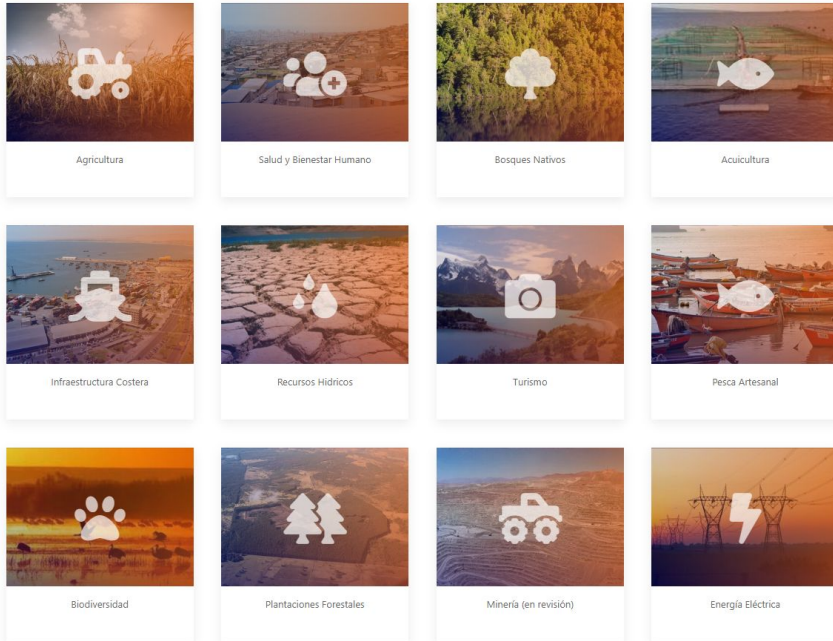 Agricultura
Salud y Bienestar Humano
Bosques Nativos
Acuicultura
Infraestructura Costera
Recursos Hidricos
Turismo
Pesca Artesanal
Biodiversidad
Plantaciones Forestales
Minería (en revisión)
Energía Eléctrica